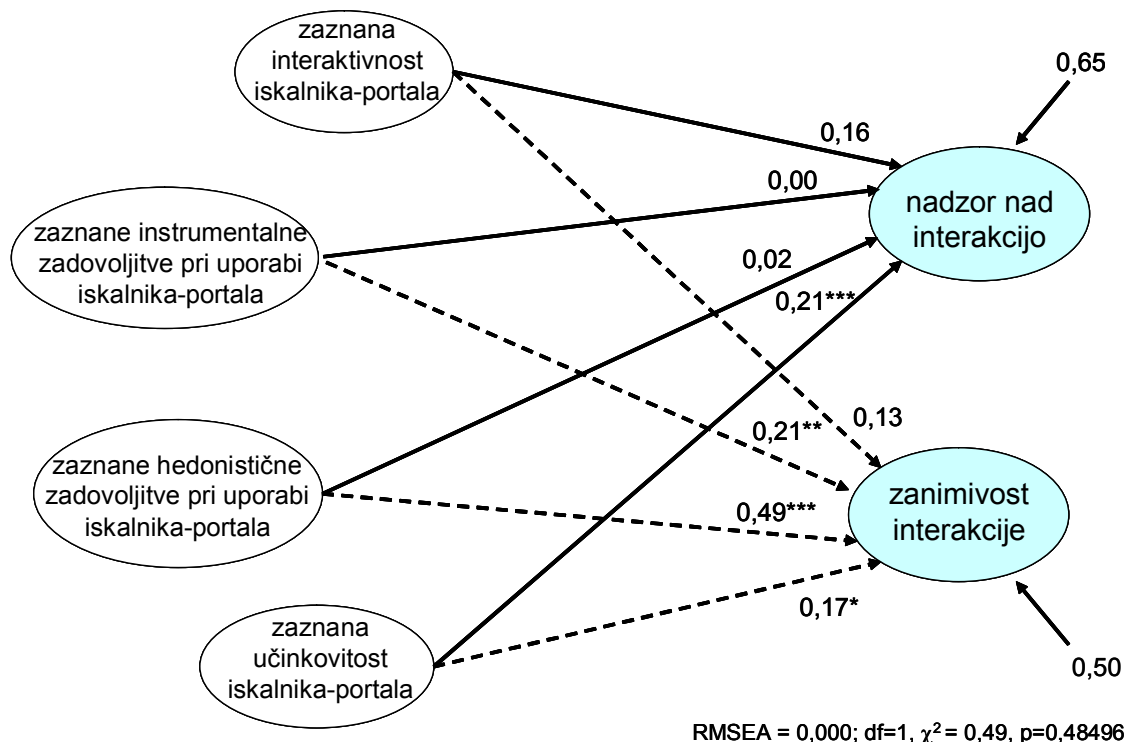 zaznana
interaktivnost
iskalnika-portala
0,65
0,16
0,00
nadzor nad
interakcijo
zaznane instrumentalne
zadovoljitve pri uporabi
iskalnika-portala
0,02
0,21***
0,13
0,21**
zaznane hedonistične
zadovoljitve pri uporabi
iskalnika-portala
0,49***
zanimivost
interakcije
0,17*
zaznana
učinkovitost
iskalnika-portala
0,50
RMSEA = 0,000; df=1, χ² = 0,49, p=0,48496